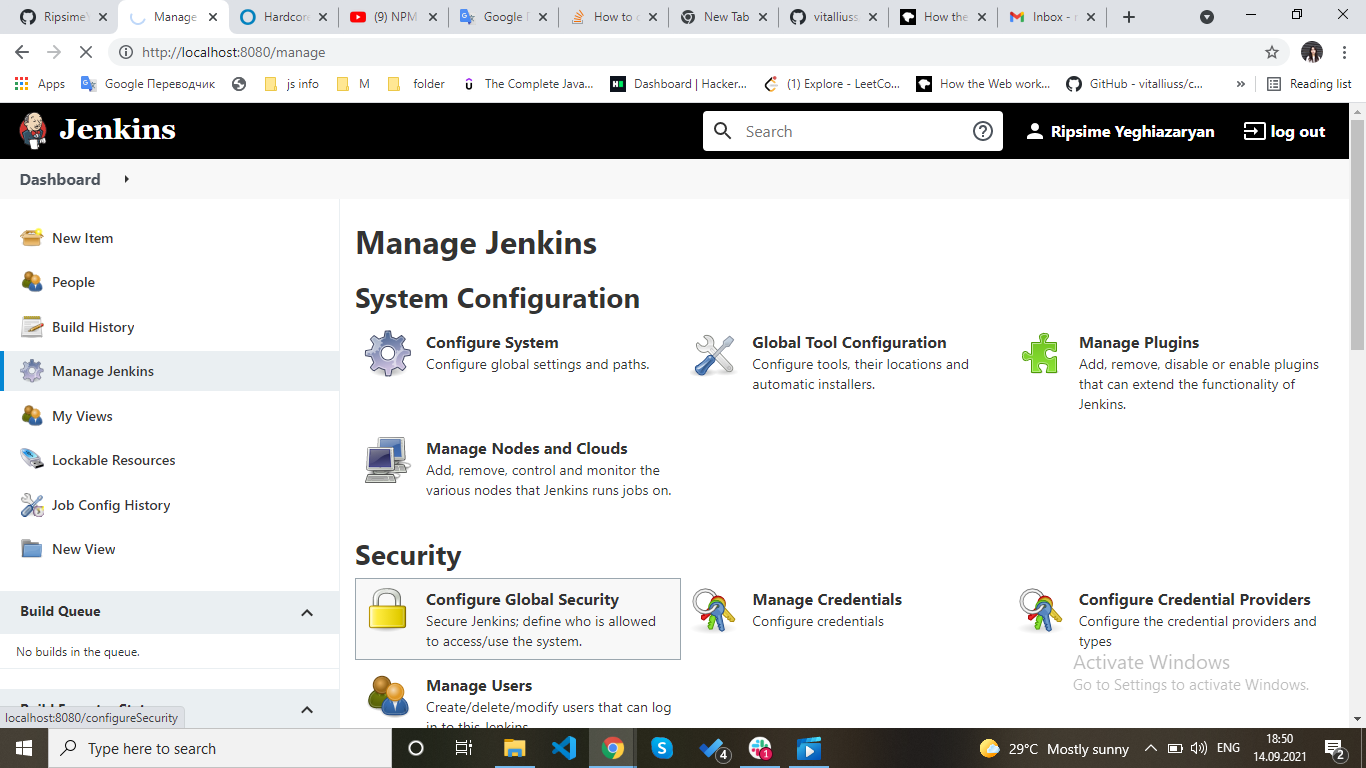 Ripsime
Manage
Hardcore
(9) NPM
Google
How to
New Tab
vitalliuss
How the
Inbox -
http://localhost:8080/manage
Apps
Google Переводчик
js info
M
folder
The Complete Java...
Dashboard | Hacker...
(1) Explore - LeetCo...
How the Web work...
GitHub - vitalliuss/c...
»
Reading list
Jenkins
Search
Ripsime Yeghiazaryan
log out
Dashboard
New Item
People
Build History
Manage Jenkins
My Views
Lockable Resources
Job Config History
New View
Build Queue
No builds in the queue.
localhost:8080/configureSecurity
Manage Jenkins
System Configuration
Configure System
Configure global settings and paths.
Global Tool Configuration
Configure tools, their locations and
automatic installers.
Manage Plugins
Add, remove, disable or enable plugins
that can extend the functionality of
Jenkins.
Manage Nodes and Clouds
Add, remove, control and monitor the
various nodes that Jenkins runs jobs on.
Security
Configure Global Security
Secure Jenkins; define who is allowed
to access/use the system.
Manage Credentials
Configure credentials
Configure Credential Providers
Configure the credential providers and
types
Activate Windows
Go to Settings to activate Windows.
Manage Users
Create/delete/modify users that can log
in to this Jenkins
Type here to search
4
1
29°C Mostly sunny
ENG
18:50
14.09.2021
2